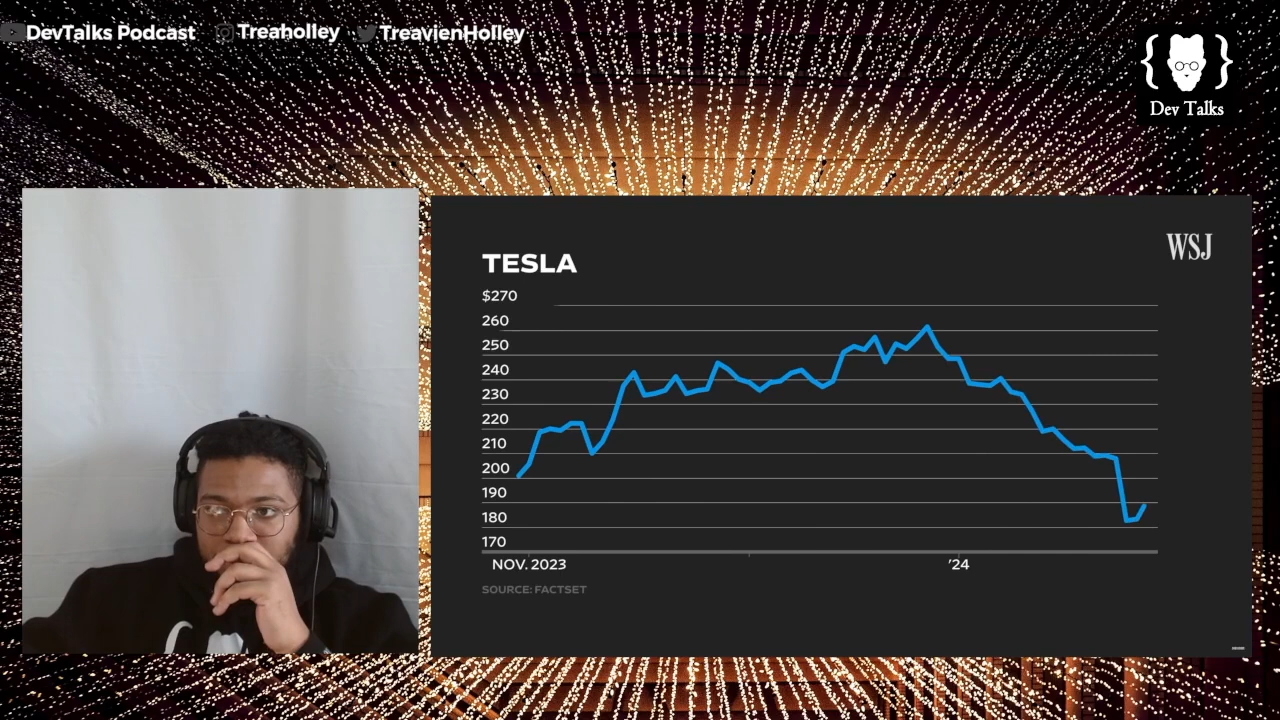 DevTalks Podcast Treaholley TreavienHolley
Dev Talks
WSJ
TESLA
$270
260
250
240
230
220
210
200
190
180
170
NOV. 2023 '24
SOURCE: FACTSET